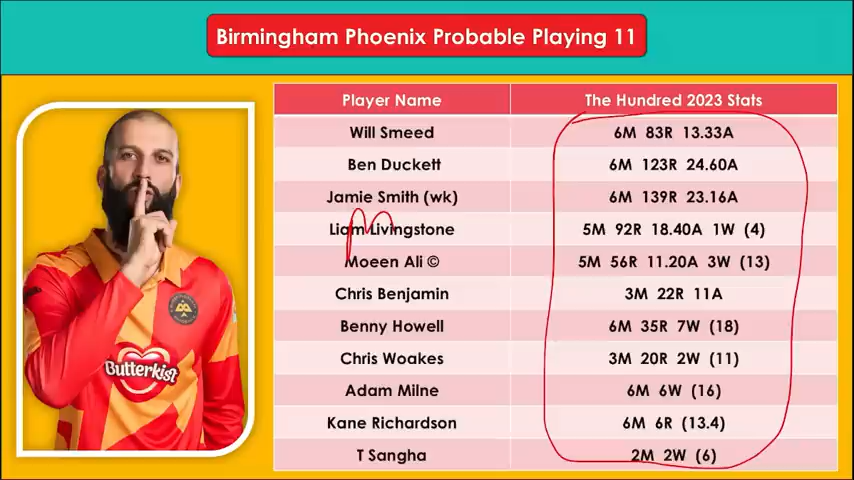 Birmingham Phoenix Probable Playing 11
Player Name The Hundred 2023 Stats
Will Smeed 6M 83R 13.33A
Ben Duckett 6M 123R 24.60A
Jamie Smith (wk) 6M 139R 23.16A
Liam Livingstone 5M 92R 18.40A 1W (4)
Moeen Ali © 5M 56R 11.20A 3W (13)
Chris Benjamin 3M 22R 11A
Benny Howell 6M 35R 7W (18)
Chris Woakes 3M 20R 2W (11)
Adam Milne 6M 6W (16)
Kane Richardson 6M 6R (13.4)
T Sangha 2M 2W (6)
Butterkist